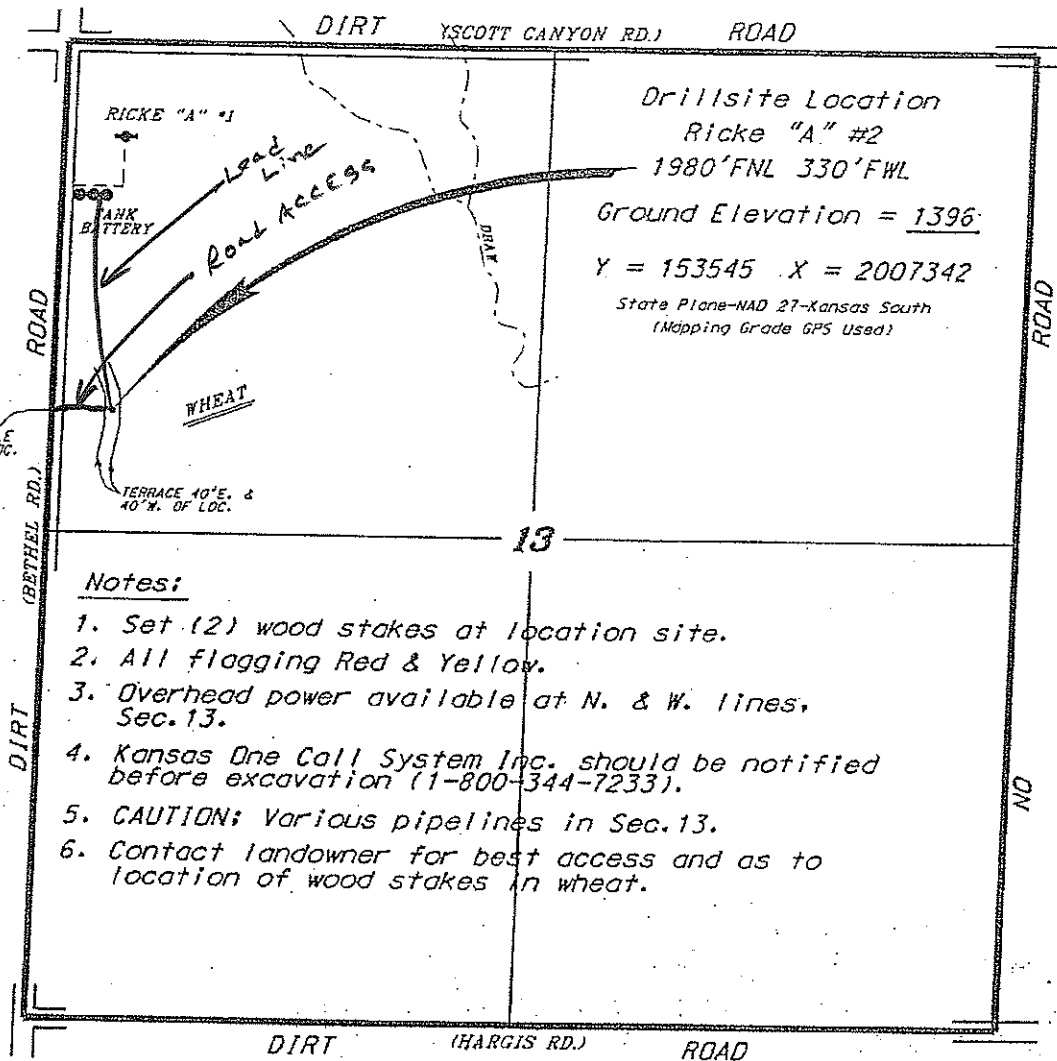 DIRT (SCOTT CANYON RD.) ROAD
RICKE "A" #1
TANK
BATTERY
Lead
Line
Road Access
DRAW
Drillsite Location
Ricke "A" #2
1980'FNL 330'FWL
Ground Elevation = 1396
Y = 153545 X = 2007342
State Plane-NAD 27-Kansas South
(Mapping Grade GPS Used)
ROAD
ROAD
WHEAT
TERRACE 40'E. &
40'W. OF LOC.
(BETHEL RD.)
DIRT
13
Notes:
1. Set (2) wood stakes at location site.
2. All flagging Red & Yellow.
3. Overhead power available at N. & W. lines,
Sec. 13.
4. Kansas One Call System Inc. should be notified
before excavation (1-800-344-7233).
5. CAUTION: Various pipelines in Sec. 13.
6. Contact landowner for best access and as to
location of wood stakes in wheat.
NO
DIRT (HARGIS RD.) ROAD